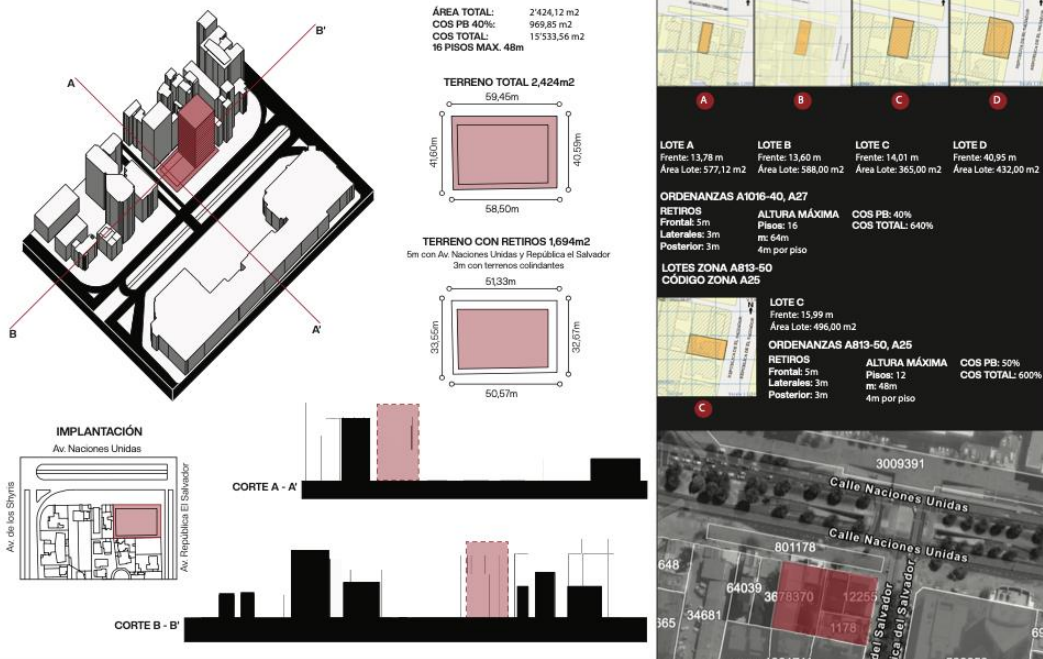 ÁREA TOTAL: 2'424,12 m2
COS PB 40%: 969,85 m2
COS TOTAL: 15'533,56 m2
16 PISOS MAX. 48m
TERRENO TOTAL 2,424m2
59,45m
41,60m
40,59m
58,50m
TERRENO CON RETIROS 1,694m2
5m con Av. Naciones Unidas y República el Salvador
3m con terrenos colindantes
51,33m
33,55m
32,67m
50,57m
A
B'
B
A'
IMPLANTACIÓN
Av. Naciones Unidas
Av. de los Shyris
Av. República El Salvador
CORTE A - A'
CORTE B - B'
A
B
C
D
LOTE A
Frente: 13,78 m
Área Lote: 577,12 m2
LOTE B
Frente: 13,60 m
Área Lote: 588,00 m2
LOTE C
Frente: 14,01 m
Área Lote: 365,00 m2
LOTE D
Frente: 40,95 m
Área Lote: 432,00 m2
ORDENANZAS A1016-40, A27
RETIROS
Frontal: 5m
Laterales: 3m
Posterior: 3m
ALTURA MÁXIMA
Pisos: 16
m: 64m
4m por piso
COS PB: 40%
COS TOTAL: 640%
LOTES ZONA A813-50
CÓDIGO ZONA A25
C
LOTE C
Frente: 15,99 m
Área Lote: 496,00 m2
ORDENANZAS A813-50, A25
RETIROS
Frontal: 5m
Laterales: 3m
Posterior: 3m
ALTURA MÁXIMA
Pisos: 12
m: 48m
4m por piso
COS PB: 50%
COS TOTAL: 600%
3009391
Calle Naciones Unidas
Calle Naciones Unidas
801178
648
64039
3678370
12255
34681
665
1178
del Salvador
ica del Salvador